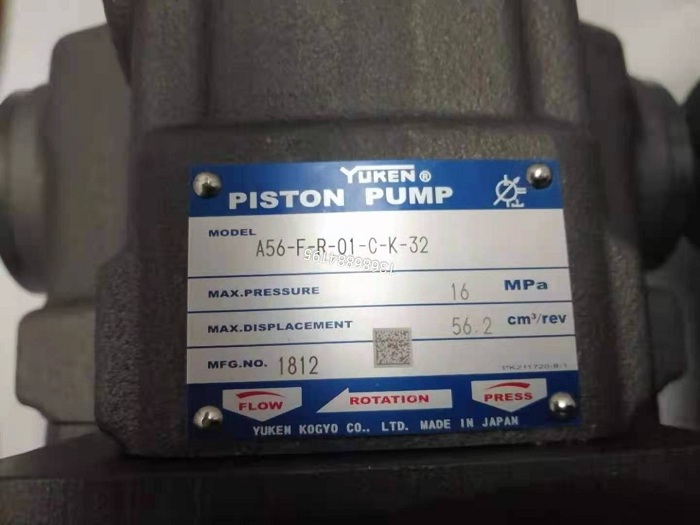 YUKEN®
PISTON PUMP
MODEL A56-F-R-01-C-K-32
MAX.PRESSURE 16 MPa
MAX.DISPLACEMENT 56.2 cm³/rev
MFG.NO. 1812
FLOW ROTATION PRESS
YUKEN KOGYO CO., LTD. MADE IN JAPAN